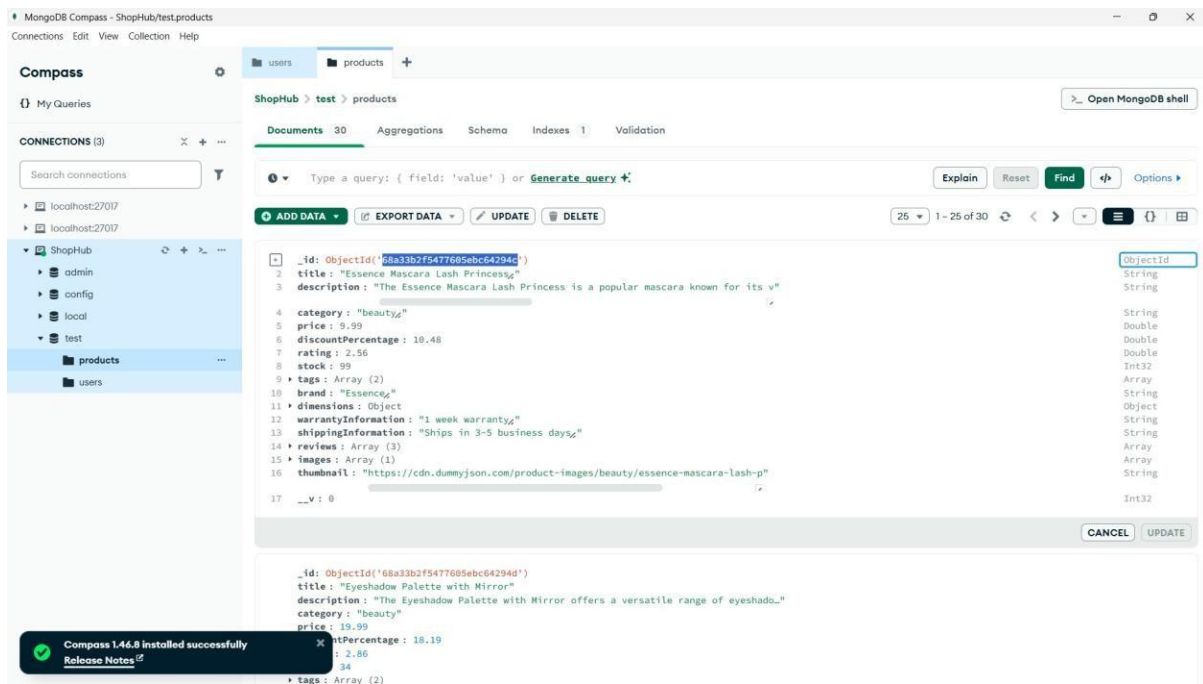 MongoDB Compass - ShopHub/test.products
Connections Edit View Collection Help
Compass
{} My Queries
CONNECTIONS (3)
Search connections
localhost:27017
localhost:27017
ShopHub
admin
config
local
test
products
users
users
products
ShopHub > test > products
>_ Open MongoDB shell
Documents 30 Aggregations Schema Indexes 1 Validation
Type a query: { field: 'value' } or Generate query
Explain Reset Find </> Options
ADD DATA EXPORT DATA UPDATE DELETE
25 1 – 25 of 30 {}
_id: ObjectId('68a33b2f5477605ebc64294c') ObjectId
2 title : "Essence Mascara Lash Princess" String
3 description : "The Essence Mascara Lash Princess is a popular mascara known for its v" String
4 category : "beauty" String
5 price : 9.99 Double
6 discountPercentage : 10.48 Double
7 rating : 2.56 Double
8 stock : 99 Int32
9 tags : Array (2) Array
10 brand : "Essence" String
11 dimensions : Object Object
12 warrantyInformation : "1 week warranty" String
13 shippingInformation : "Ships in 3-5 business days" String
14 reviews : Array (3) Array
15 images : Array (1) Array
16 thumbnail : "https://cdn.dummyjson.com/product-images/beauty/essence-mascara-lash-p" String
17 __v : 0 Int32
CANCEL UPDATE
_id: ObjectId('68a33b2f5477605ebc64294d')
title : "Eyeshadow Palette with Mirror"
description : "The Eyeshadow Palette with Mirror offers a versatile range of eyeshado…"
category : "beauty"
price : 19.99
ntPercentage : 18.19
: 2.86
34
tags : Array (2)
Compass 1.46.8 installed successfully
Release Notes